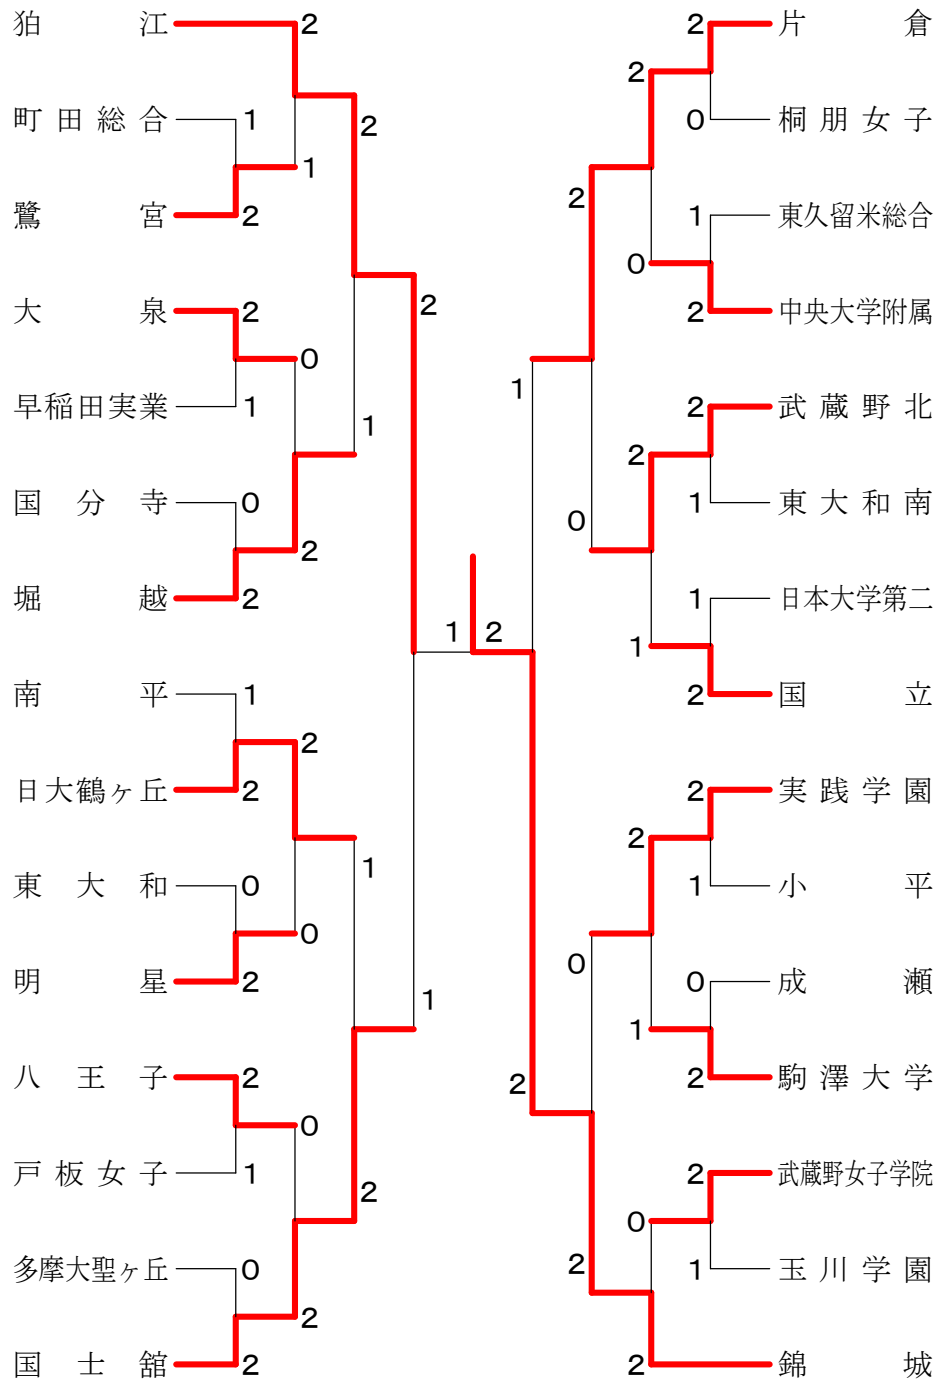 狛江
2
町田総合
1
2
1
鷺宮
2
大泉
2
2
0
早稲田実業
1
1
国分寺
0
2
堀越
2
南平
1
2
日大鶴ヶ丘
2
1
東大和
0
0
明星
2
1
八王子
2
0
戸板女子
1
2
多摩大聖ヶ丘
0
2
国士舘
2
1
2
2
片倉
2
0
桐朋女子
2
1
東久留米総合
0
2
中央大学附属
1
2
武蔵野北
2
1
東大和南
0
1
日本大学第二
1
2
国立
2
実践学園
2
1
小平
0
0
成瀬
1
2
駒澤大学
2
2
武蔵野女子学院
0
1
玉川学園
2
2
錦城